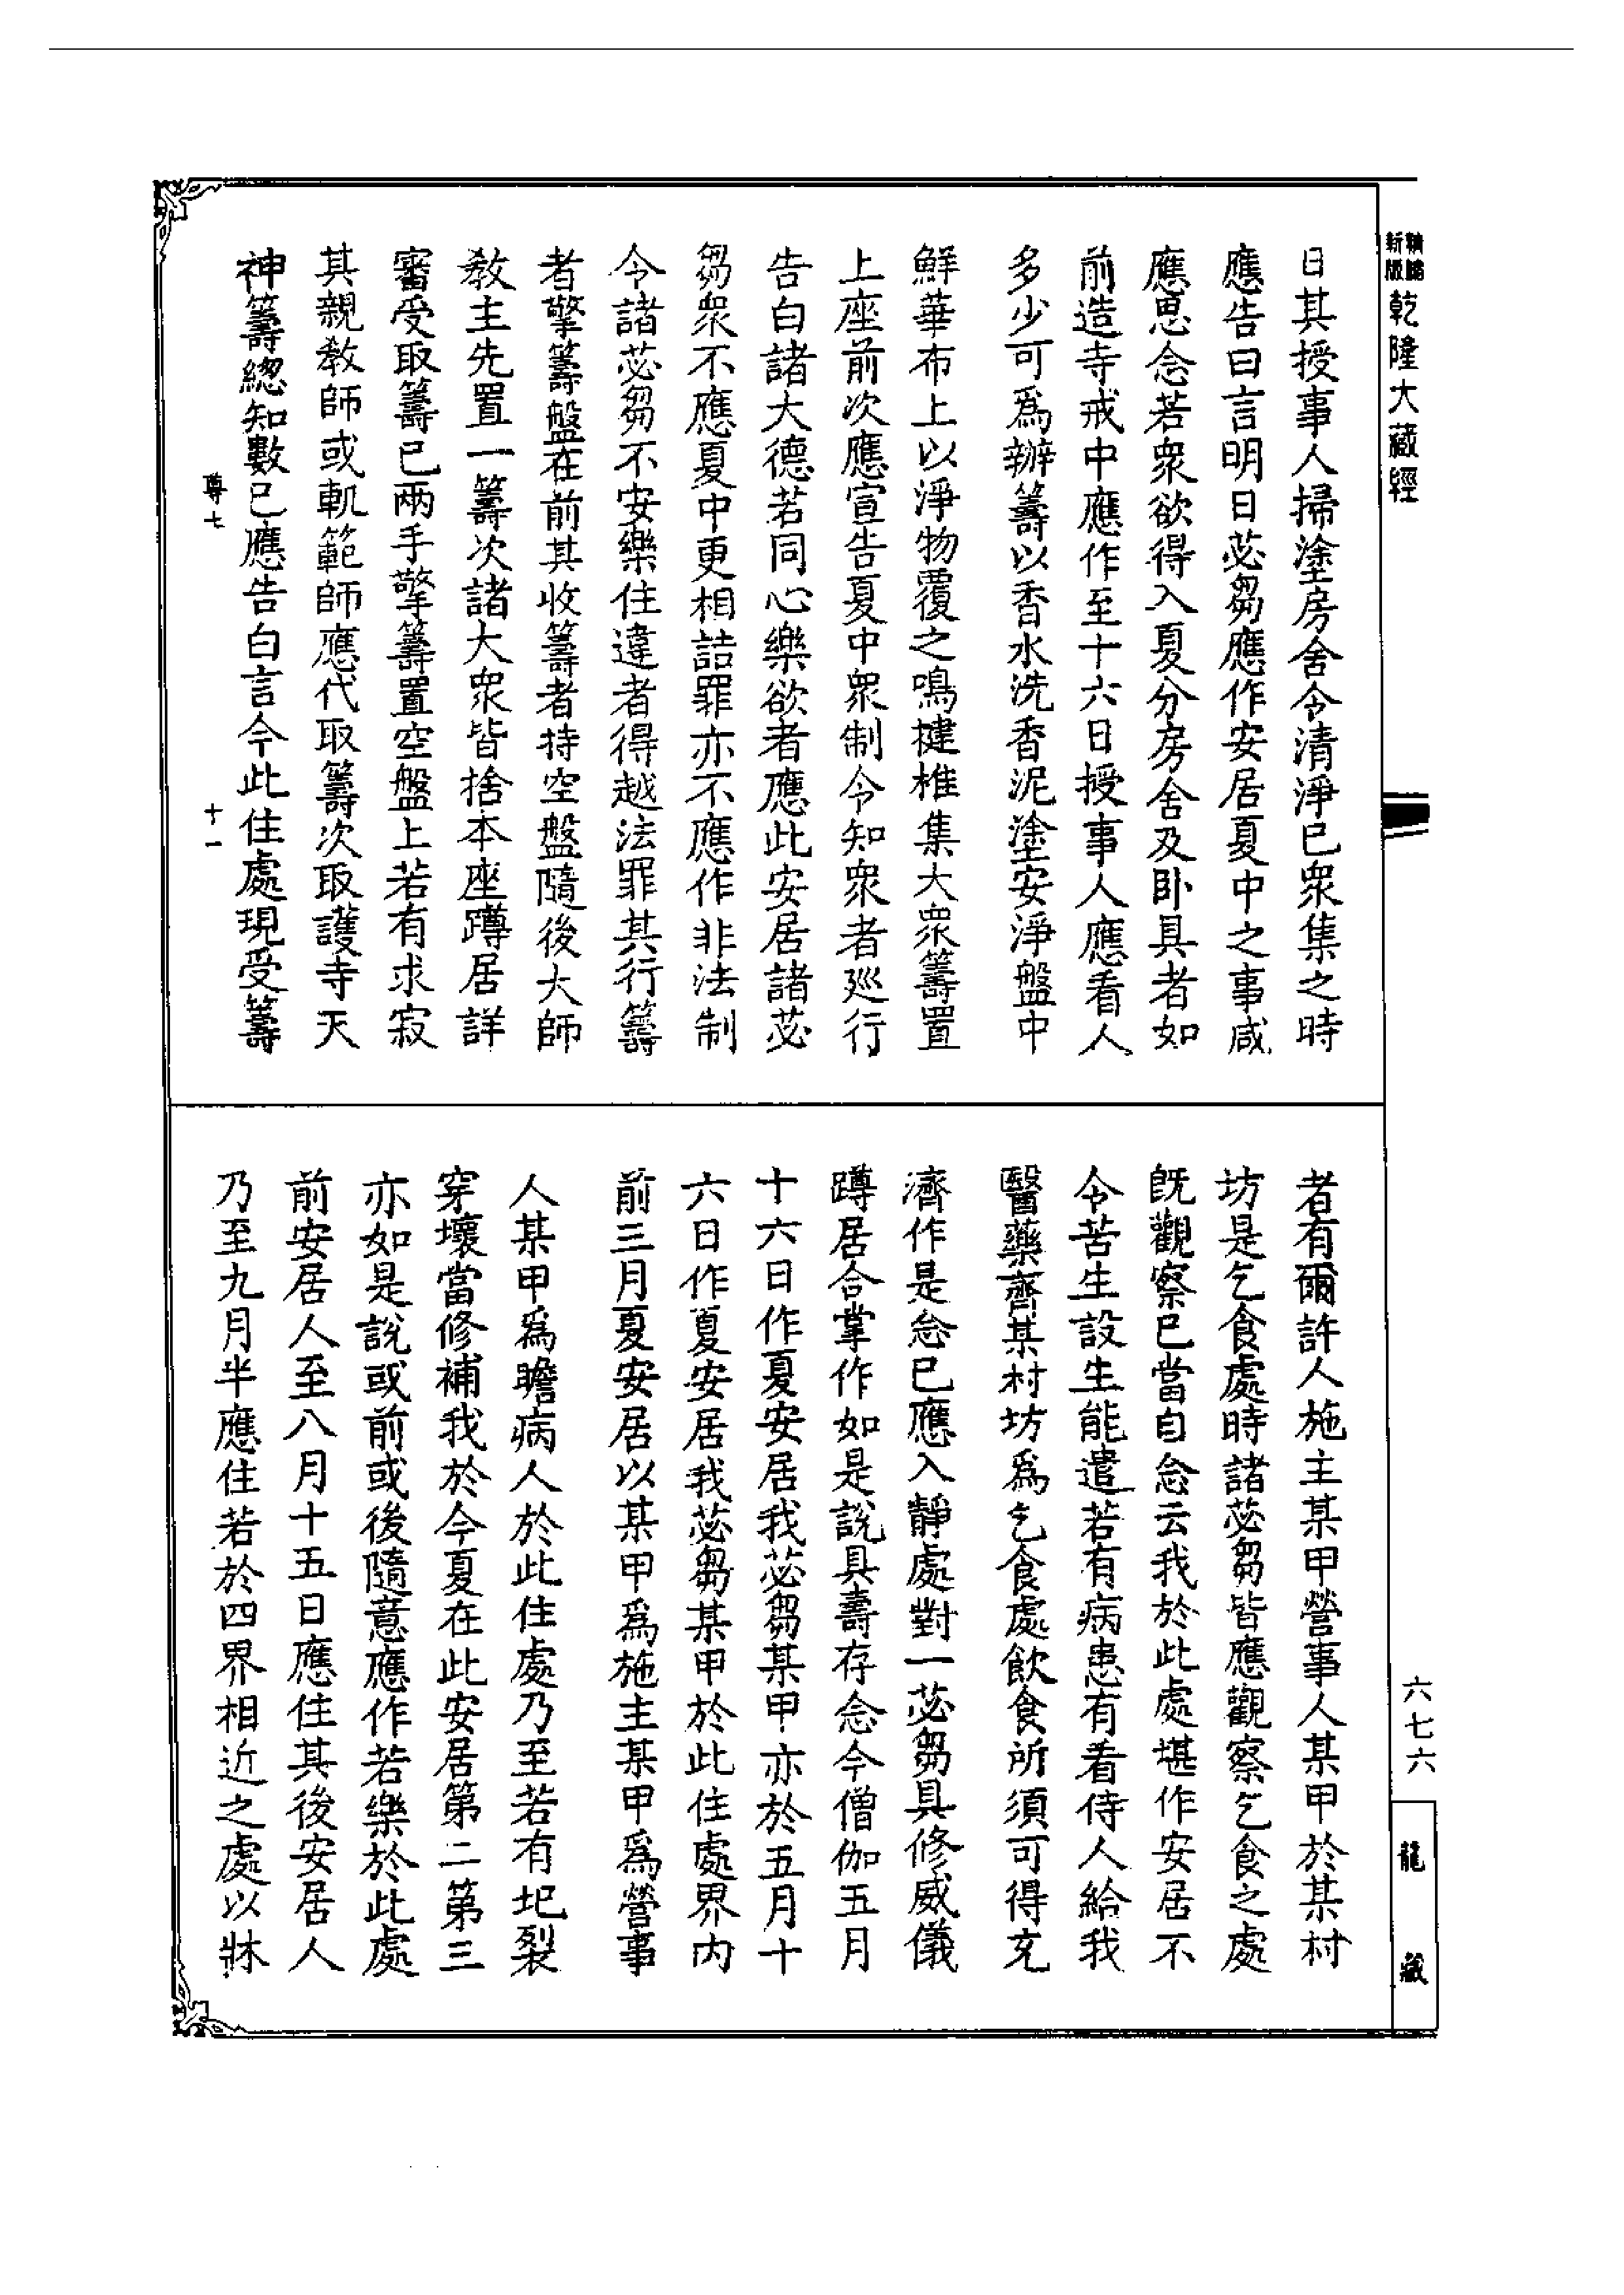 新版
乾隆大藏經
日其授事人掃塗房舍令清淨已眾集之時
應告曰言明日苾芻應作安居夏中之事咸
應思念若眾欲得入夏分房舍及卧具者如
前造寺戒中應作至十六日授事人應看人
多少可為辦籌以香水洗香泥塗安淨盤中
鮮華布上以淨物覆之鳴揵椎集大眾籌置
上座前次應宣告夏中眾制令知眾者廵行
告白諸大德若同心樂欲者應此安居諸苾
芻眾不應夏中更相詰罪亦不應作非法制
令諸苾芻不安樂住違者得越法罪其行籌
者擎籌盤在前其收籌者持空盤隨後大師
教主先置一籌次諸大眾皆捨本座蹲居詳
審受取籌已兩手擎籌置空盤上若有求寂
其親教師或軌範師應代取籌次取護寺天
神籌緫知數已應告白言今此住處現受籌
尊七
十一
者有爾許人施主某甲營事人某甲於某村
坊是乞食處時諸苾芻皆應觀察乞食之處
旣觀察已當自念云我於此處堪作安居不
令苦生設生能遣若有病患有看侍人給我
醫藥齊某村坊為乞食處飲食所須可得充
濟作是念已應入靜處對一苾芻具修威儀
蹲居合掌作如是說具壽存念今僧伽五月
十六日作夏安居我苾芻某甲亦於五月十
六日作夏安居我苾芻某甲於此住處界内
前三月夏安居以某甲為施主某甲為營事
人某甲為瞻病人於此住處乃至若有圯裂
穿壞當修補我於今夏在此安居第二第三
亦如是說或前或後隨意應作若樂於此處
前安居人至八月十五日應住其後安居人
乃至九月半應住若於四界相近之處以牀
六七六
龍藏